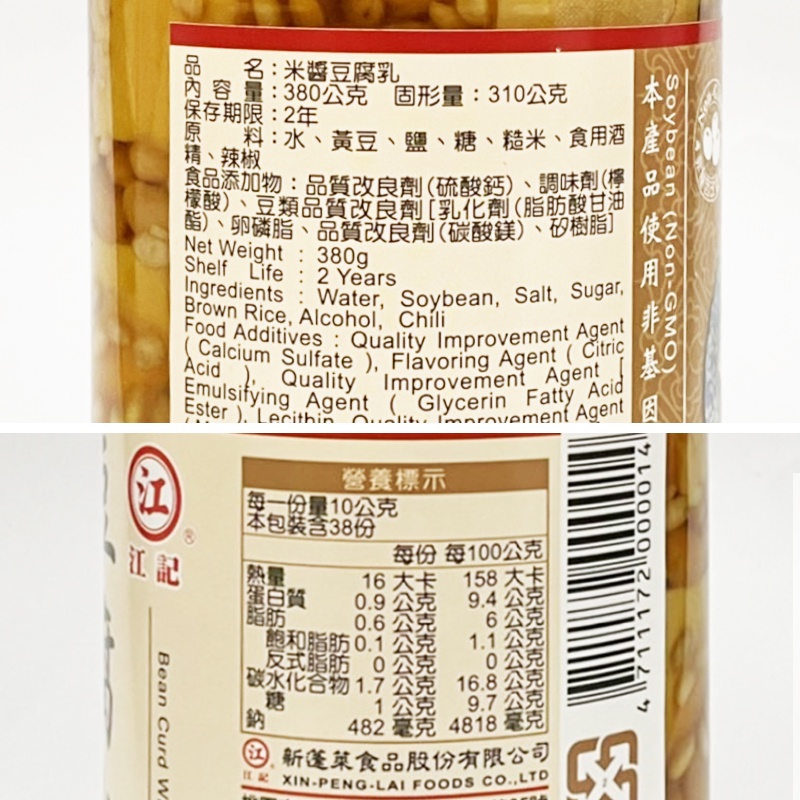 品名：米醬豆腐乳
內容量：380公克 固形量：310公克
保存期限：2年
原料：水、黃豆、鹽、糖、糙米、食用酒
精、辣椒
食品添加物：品質改良劑(硫酸鈣)、調味劑(檸
檬酸)、豆類品質改良劑[乳化劑(脂肪酸甘油
酯)、卵磷脂、品質改良劑(碳酸鎂)、矽樹脂]
Net Weight : 380g
Shelf Life : 2 Years
Ingredients : Water, Soybean, Salt, Sugar,
Brown Rice, Alcohol, Chili
Food Additives : Quality Improvement Agent
( Calcium Sulfate ), Flavoring Agent ( Citric
Acid ), Quality Improvement Agent [
Emulsifying Agent ( Glycerin Fatty Acid
Ester ), Lecithin, Quality Improvement Agent
Soybean (Non-GMO)
本產品使用非基因
江
®
江記
Bean Curd W
營養標示
每一份量10公克
本包裝含38份
每份 每100公克
熱量 16 大卡 158 大卡
蛋白質 0.9 公克 9.4 公克
脂肪 0.6 公克 6 公克
飽和脂肪 0.1 公克 1.1 公克
反式脂肪 0 公克 0 公克
碳水化合物 1.7 公克 16.8 公克
糖 1 公克 9.7 公克
鈉 482 毫克 4818 毫克
江
江記
新蓬萊食品股份有限公司
XIN-PENG-LAI FOODS CO.,LTD
4 711172 000014